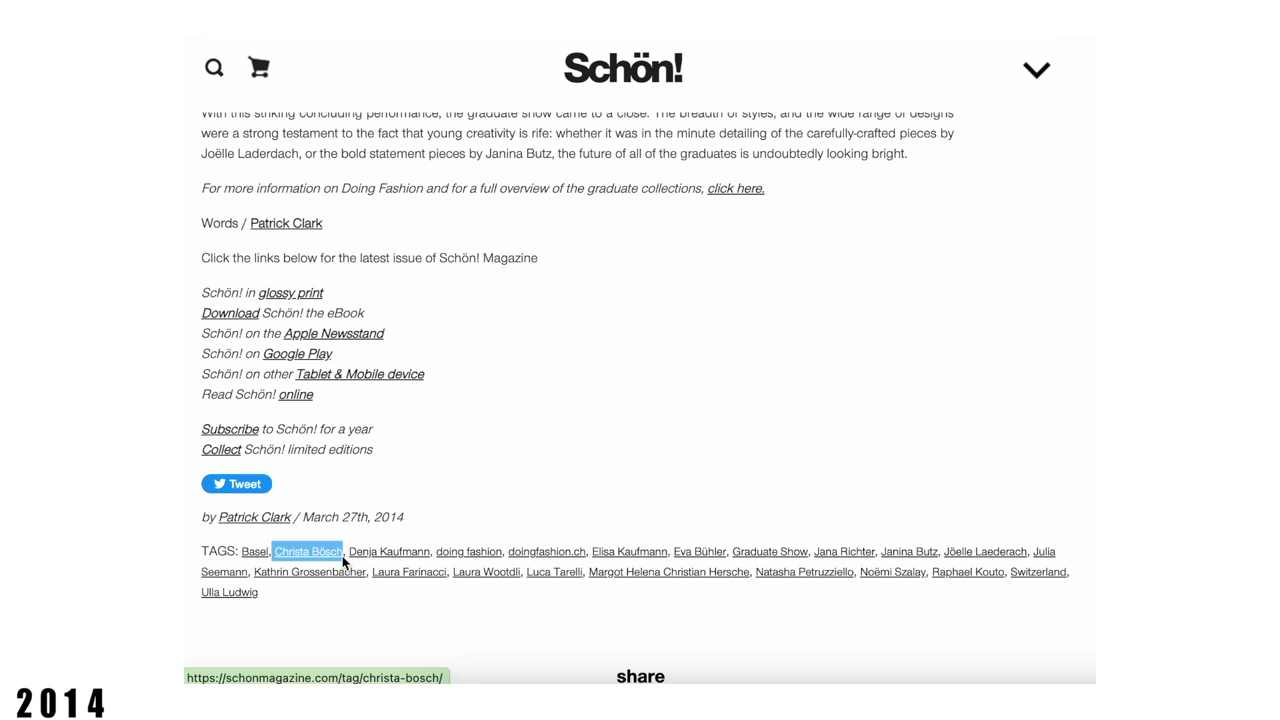 Schön!
With this striking concluding performance, the graduate show came to a close. The breadth of styles, and the wide range of designs
were a strong testament to the fact that young creativity is rife: whether it was in the minute detailing of the carefully-crafted pieces by
Joëlle Laderdach, or the bold statement pieces by Janina Butz, the future of all of the graduates is undoubtedly looking bright.
For more information on Doing Fashion and for a full overview of the graduate collections, click here.
Words / Patrick Clark
Click the links below for the latest issue of Schön! Magazine
Schön! in glossy print
Download Schön! the eBook
Schön! on the Apple Newsstand
Schön! on Google Play
Schön! on other Tablet & Mobile device
Read Schön! online
Subscribe to Schön! for a year
Collect Schön! limited editions
Tweet
by Patrick Clark / March 27th, 2014
TAGS: Basel, Christa Bösch, Denja Kaufmann, doing fashion, doingfashion.ch, Elisa Kaufmann, Eva Bühler, Graduate Show, Jana Richter, Janina Butz, Jöelle Laederach, Julia
Seemann, Kathrin Grossenbacher, Laura Farinacci, Laura Wootdli, Luca Tarelli, Margot Helena Christian Hersche, Natasha Petruzziello, Noëmi Szalay, Raphael Kouto, Switzerland,
Ulla Ludwig
https://schonmagazine.com/tag/christa-bosch/
share
2014